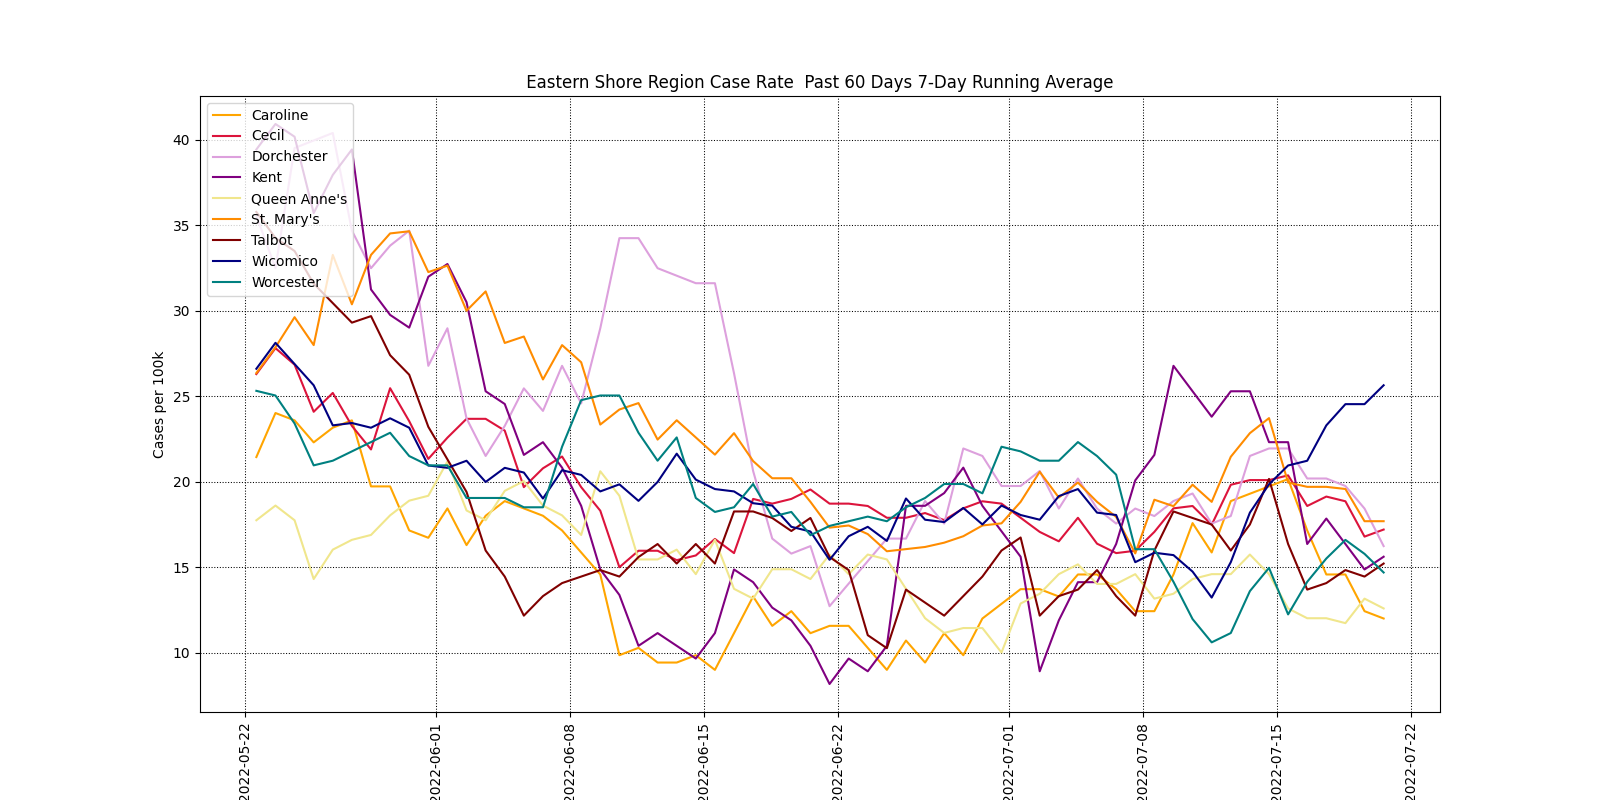 Eastern Shore Region Case Rate  Past 60 Days 7-Day Running Average
Cases per 100k
40
35
30
25
20
15
10
Caroline
Cecil
Dorchester
Kent
Queen Anne's
St. Mary's
Talbot
Wicomico
Worcester
2022-05-22
2022-06-01
2022-06-08
2022-06-15
2022-06-22
2022-07-01
2022-07-08
2022-07-15
2022-07-22